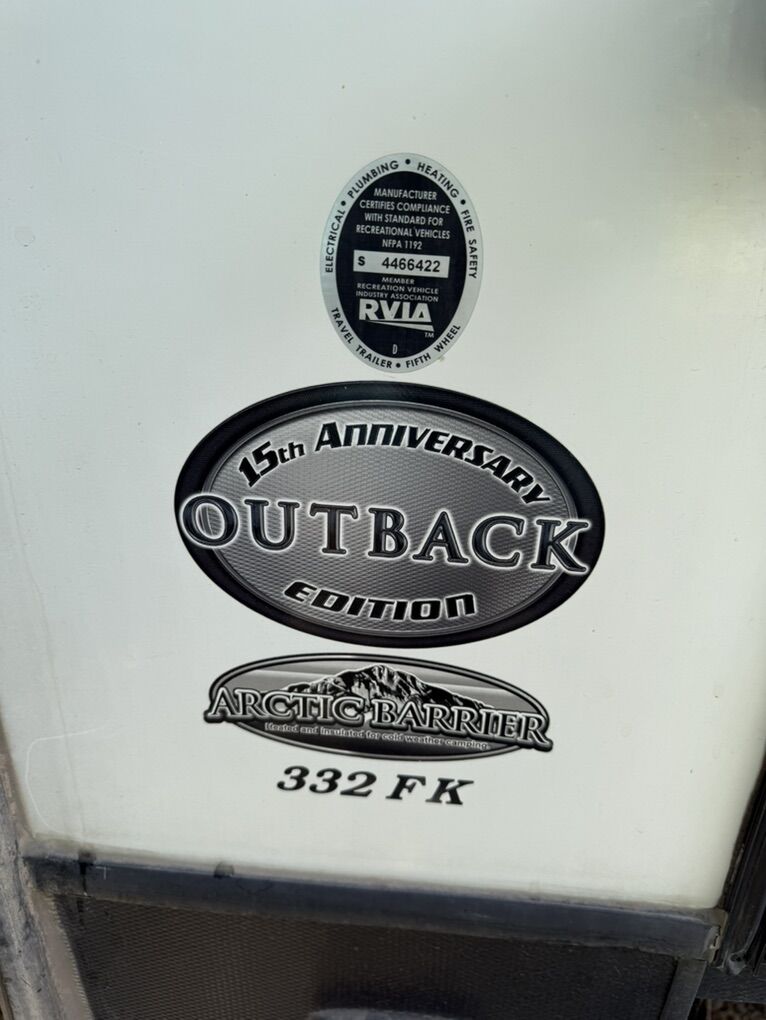 ELECTRICAL • PLUMBING • HEATING • FIRE SAFETY
MANUFACTURER
CERTIFIES COMPLIANCE
WITH STANDARD FOR
RECREATIONAL VEHICLES
NFPA 1192
S 4466422
MEMBER
RECREATION VEHICLE
INDUSTRY ASSOCIATION
RVIA
TM
D
TRAVEL TRAILER • FIFTH WHEEL
15th ANNIVERSARY
OUTBACK
EDITION
ARCTIC BARRIER
Heated and insulated for cold weather camping.
332 FK